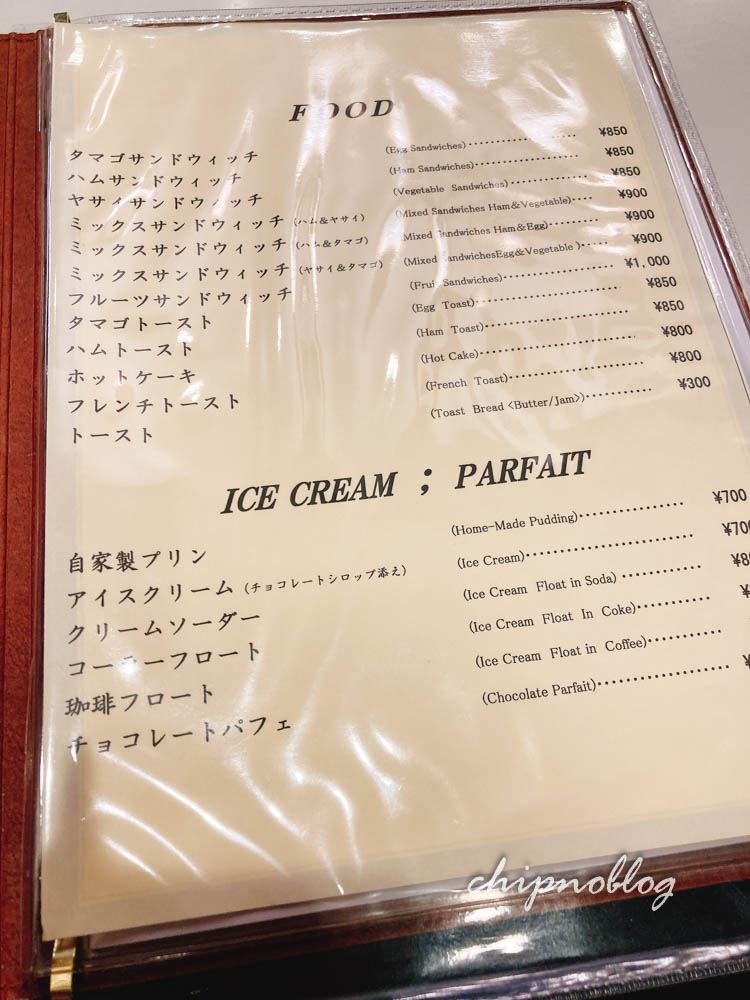 FOOD
タマゴサンドウィッチ (Egg Sandwiches)･････････････････････ ¥850
ハムサンドウィッチ (Ham Sandwiches)･････････････････････ ¥850
ヤサイサンドウィッチ (Vegetable Sandwiches)････････････････ ¥850
ミックスサンドウィッチ (ハム&ヤサイ) (Mixed Sandwiches Ham&Vegetable)････ ¥900
ミックスサンドウィッチ (ハム&タマゴ) (Mixed Sandwiches Ham&Egg)･････････ ¥900
ミックスサンドウィッチ (ヤサイ&タマゴ) (Mixed SandwichesEgg&Vegetable)･････ ¥900
フルーツサンドウィッチ (Fruit Sandwiches)･････････････････ ¥1,000
タマゴトースト (Egg Toast)･････････････････････････ ¥850
ハムトースト (Ham Toast)･････････････････････････ ¥850
ホットケーキ (Hot Cake)･･････････････････････････ ¥800
フレンチトースト (French Toast)･･････････････････････ ¥800
トースト (Toast Bread <Butter/Jam>)･･････････ ¥300
ICE CREAM ; PARFAIT
自家製プリン (Home-Made Pudding)････････････････ ¥700
アイスクリーム (チョコレートシロップ添え) (Ice Cream)･････････････････････････ ¥700
クリームソーダー (Ice Cream Float in Soda) ･･････････････
コーラーフロート (Ice Cream Float In Coke)･････････････
珈琲フロート (Ice Cream Float in Coffee)･･･････････
チョコレートパフェ (Chocolate Parfait)･･･････････････････
chipnoblog